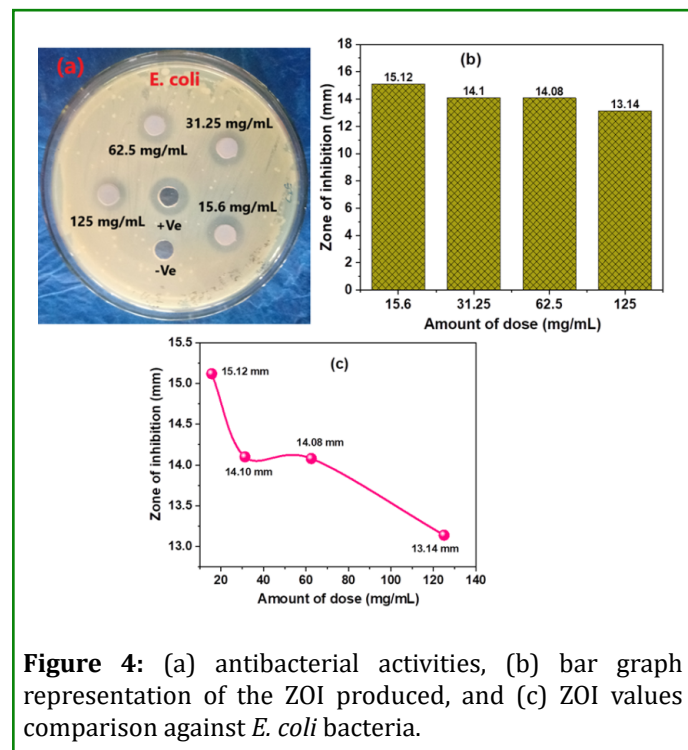 (a)
E. coli
31.25 mg/mL
62.5 mg/mL
125 mg/mL
15.6 mg/mL
+Ve
-Ve
(b)
Zone of inhibition (mm)
18
16
14
12
10
8
6
4
2
0
15.12
14.1
14.08
13.14
15.6 31.25 62.5 125
Amount of dose (mg/mL)
(c)
Zone of inhibition (mm)
15.5
15.0
14.5
14.0
13.5
13.0
15.12 mm
14.10 mm
14.08 mm
13.14 mm
20 40 60 80 100 120 140
Amount of dose (mg/mL)
Figure 4: (a) antibacterial activities, (b) bar graph
representation of the ZOI produced, and (c) ZOI values
comparison against E. coli bacteria.